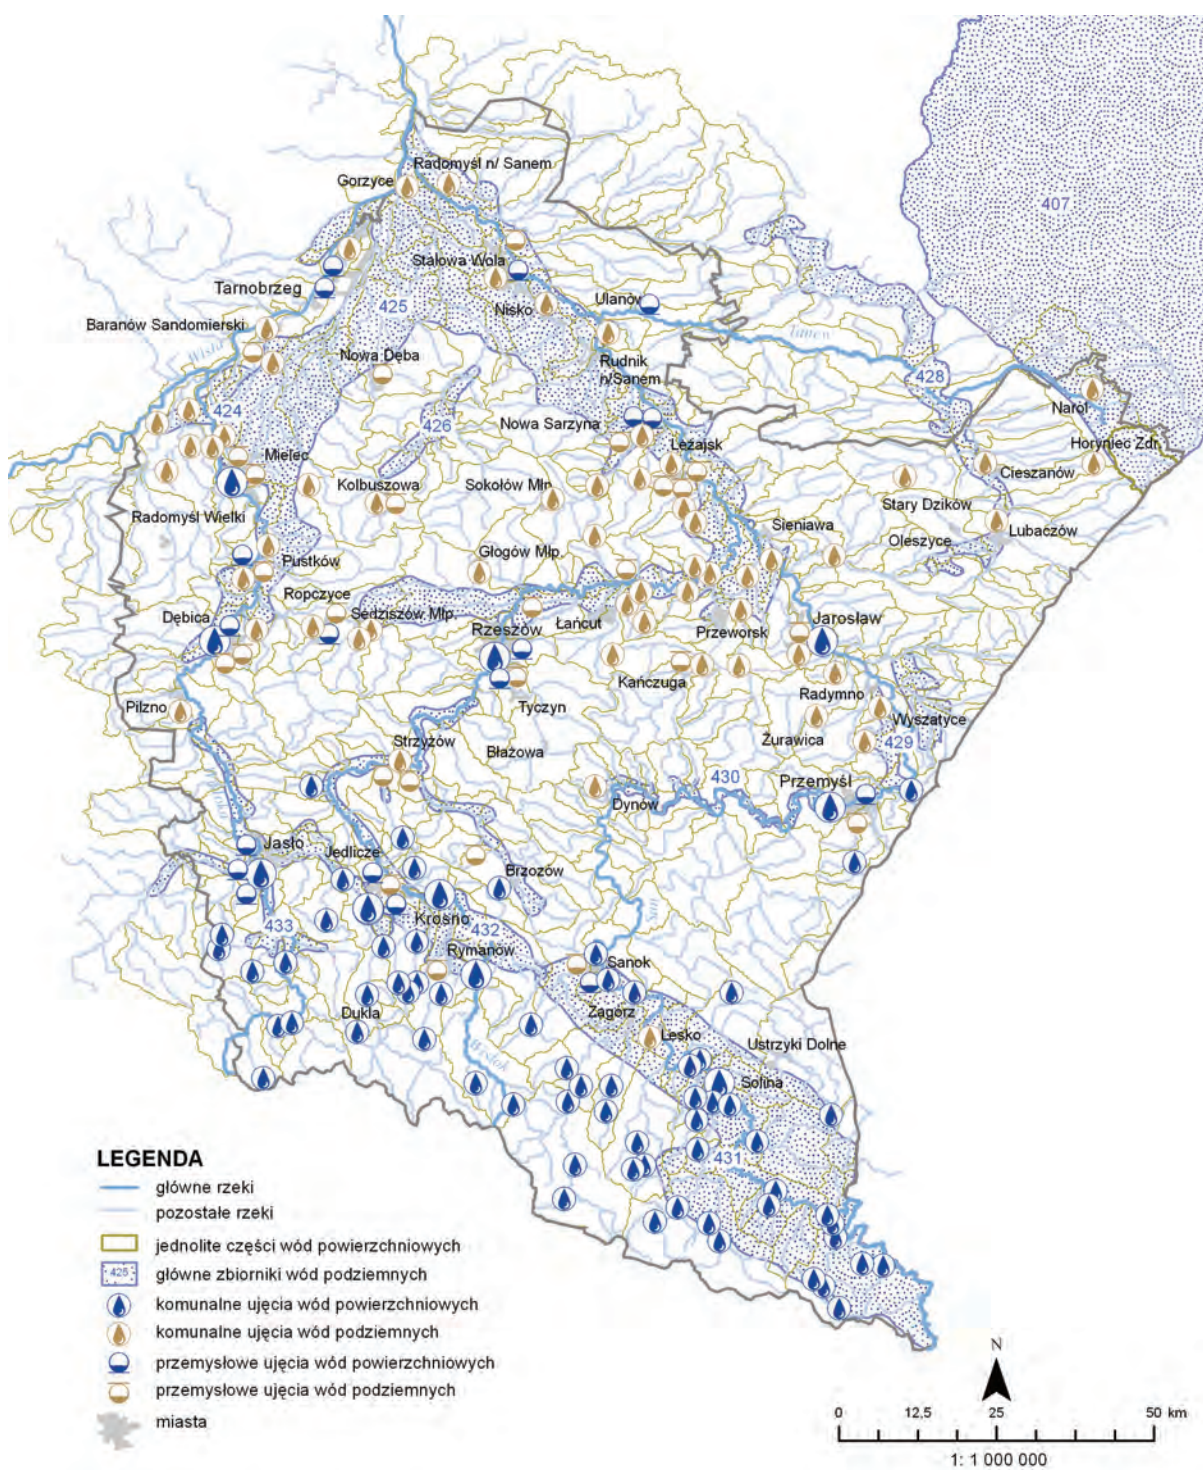 407
Radomyśl n/ Sanem
Gorzyce
Stalowa Wola
Tarnobrzeg
425
Nisko
Ulanów
Baranów Sandomierski
Wisła
Tanew
Nowa Dęba
Rudnik
n/Sanem
428
Narol
424
426
Nowa Sarzyna
Leżajsk
Horyniec Zdr.
Mielec
Cieszanów
Kolbuszowa
Sokołów Młp.
Stary Dzików
Radomyśl Wielki
Sieniawa
Lubaczów
Oleszyce
Głogów Młp.
Pustków
Ropczyce
Dębica
Sędziszów Młp.
Rzeszów
Łańcut
Przeworsk
Jarosław
Kańczuga
Radymno
Pilzno
Tyczyn
Wyszatyce
Strzyżów
Błażowa
Żurawica
429
430
Przemyśl
Dynów
Wisłoka
Jasło
Jedlicze
Brzozów
San
Krosno
432
433
Rymanów
Sanok
Zagórz
Dukla
Lesko
Ustrzyki Dolne
Wisłok
Solina
431
LEGENDA
główne rzeki
pozostałe rzeki
jednolite części wód powierzchniowych
425
główne zbiorniki wód podziemnych
komunalne ujęcia wód powierzchniowych
komunalne ujęcia wód podziemnych
przemysłowe ujęcia wód powierzchniowych
przemysłowe ujęcia wód podziemnych
miasta
N
0 12,5 25 50 km
1: 1 000 000